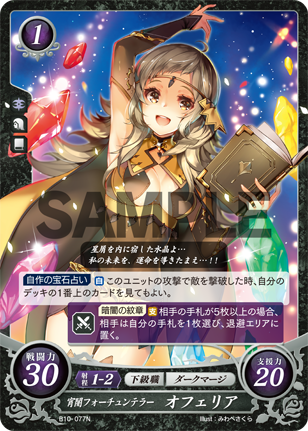 1
SAMPLE
星屑を内に宿した水晶よ…
私の未来を、運命を導きたまえ…!!
自作の宝石占い 自 このユニットの攻撃で敵を撃破した時、自分の
デッキの1番上のカードを見てもよい。
暗闇の紋章 支 相手の手札が5枚以上の場合、
相手は自分の手札を1枚選び、退避エリアに
置く。
戦闘力
30
射程 1-2 下級職 ダークマージ
支援力
20
宵闇フォーチュンテラー オフェリア
B10-077N Illust:みわべさくら